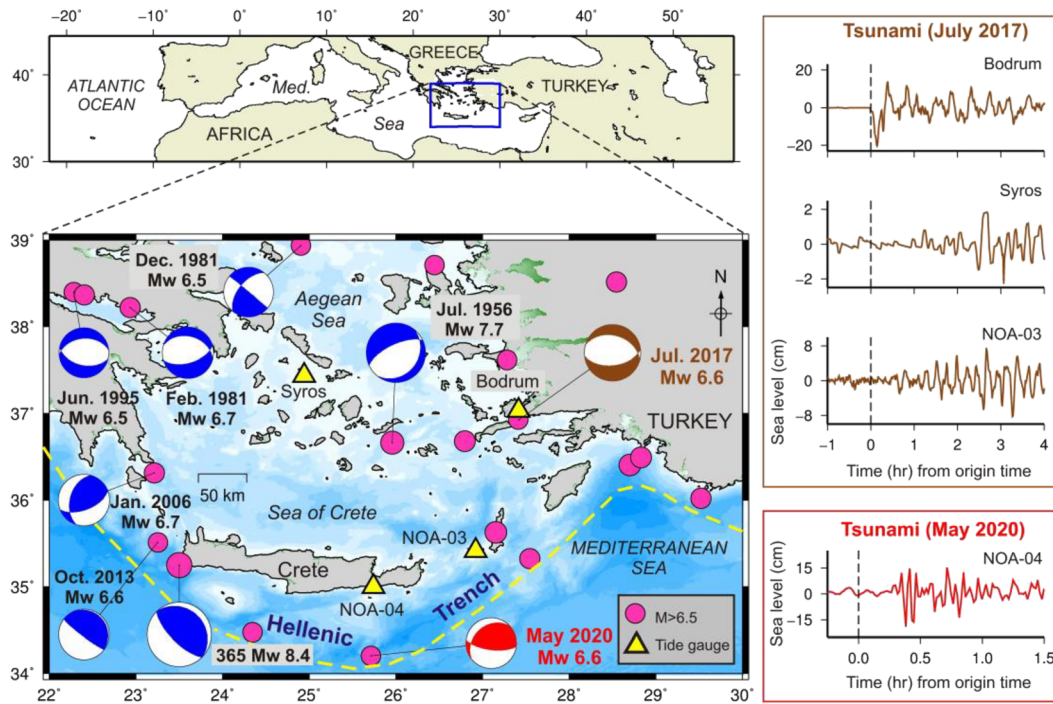 −20° −10° 0° 10° 20° 30° 40° 50°
40°
30°
ATLANTIC
OCEAN
Med.
Sea
AFRICA
GREECE
TURKEY
39°
38°
37°
36°
35°
34°
22° 23° 24° 25° 26° 27° 28° 29° 30°
Dec. 1981
Mw 6.5
Aegean
Sea
Jul. 1956
Mw 7.7
N
Jul. 2017
Mw 6.6
Bodrum
Syros
Jun. 1995
Mw 6.5
Feb. 1981
Mw 6.7
TURKEY
50 km
Jan. 2006
Mw 6.7
Sea of Crete
NOA-03
MEDITERRANEAN
SEA
Oct. 2013
Mw 6.6
Crete
NOA-04
Hellenic
Trench
365 Mw 8.4
May 2020
Mw 6.6
M>6.5
Tide gauge
Tsunami (July 2017)
Bodrum
20
0
−20
Syros
2
0
−2
NOA-03
8
4
0
−4
−8
Sea level (cm)
−1 0 1 2 3 4
Time (hr) from origin time
Tsunami (May 2020)
NOA-04
15
0
−15
Sea level (cm)
0.0 0.5 1.0 1.5
Time (hr) from origin time